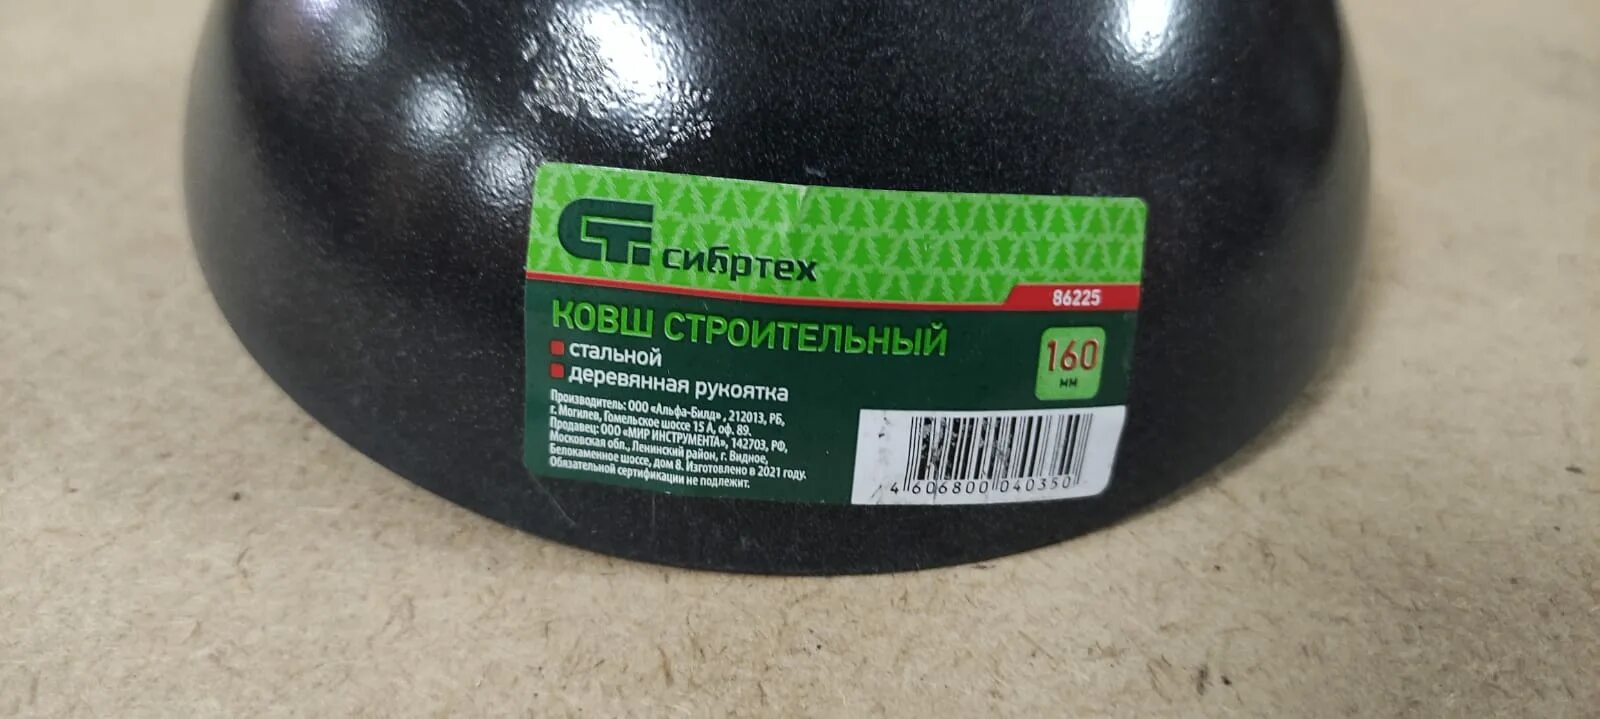 СТ. сибртех
86225
КОВШ СТРОИТЕЛЬНЫЙ
стальной
деревянная рукоятка
160
мм
Производитель: ООО «Альфа-Билд» , 212013, РБ,
г. Могилев, Гомельское шоссе 15 А, оф. 89.
Продавец: ООО «МИР ИНСТРУМЕНТА», 142703, РФ,
Московская обл., Ленинский район, г. Видное,
Белокаменное шоссе, дом 8. Изготовлено в 2021 году.
Обязательной сертификации не подлежит.
4 606800 040350